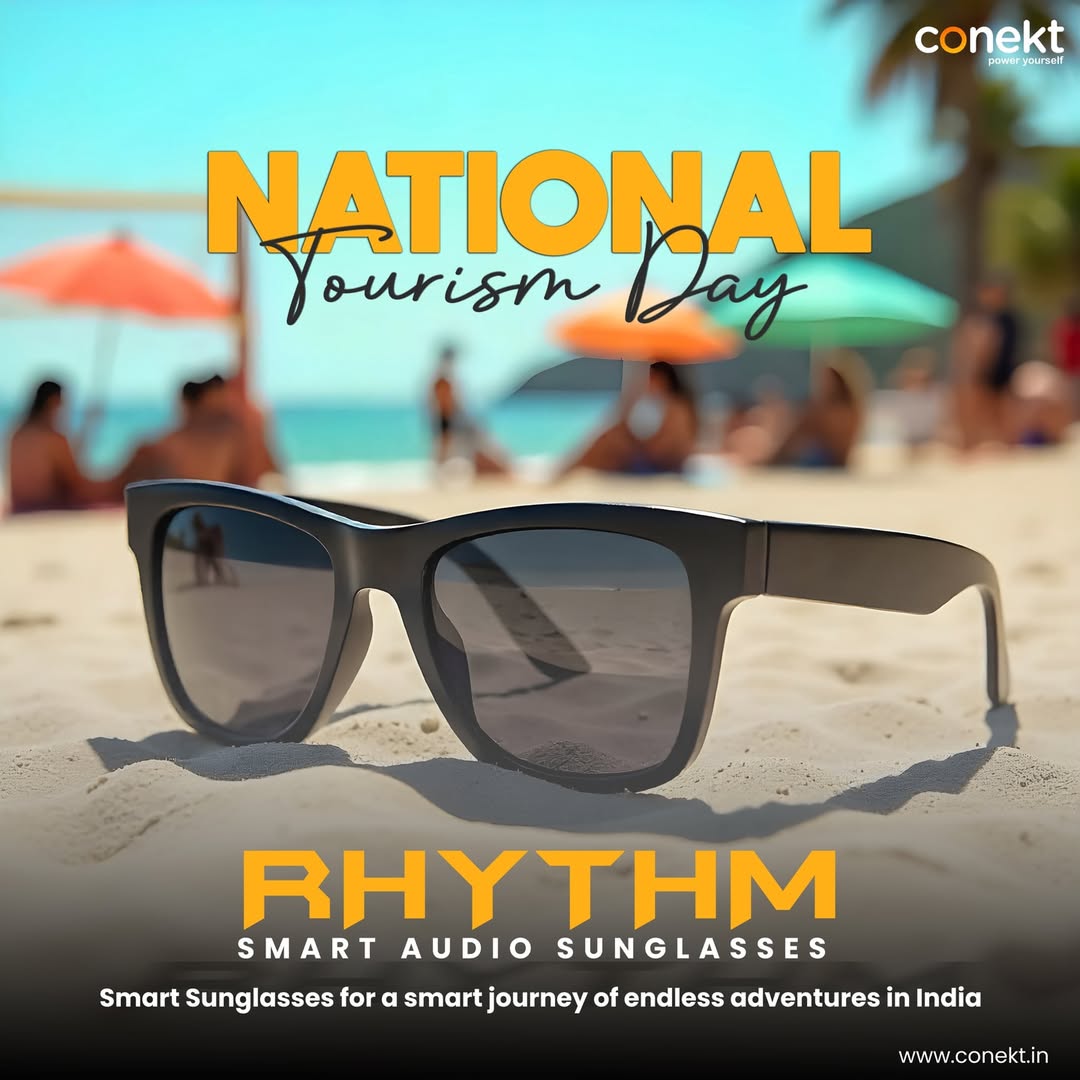 conekt
power yourself
NATIONAL
Tourism Day
RHYTHM
SMART AUDIO SUNGLASSES
Smart Sunglasses for a smart journey of endless adventures in India
www.conekt.in